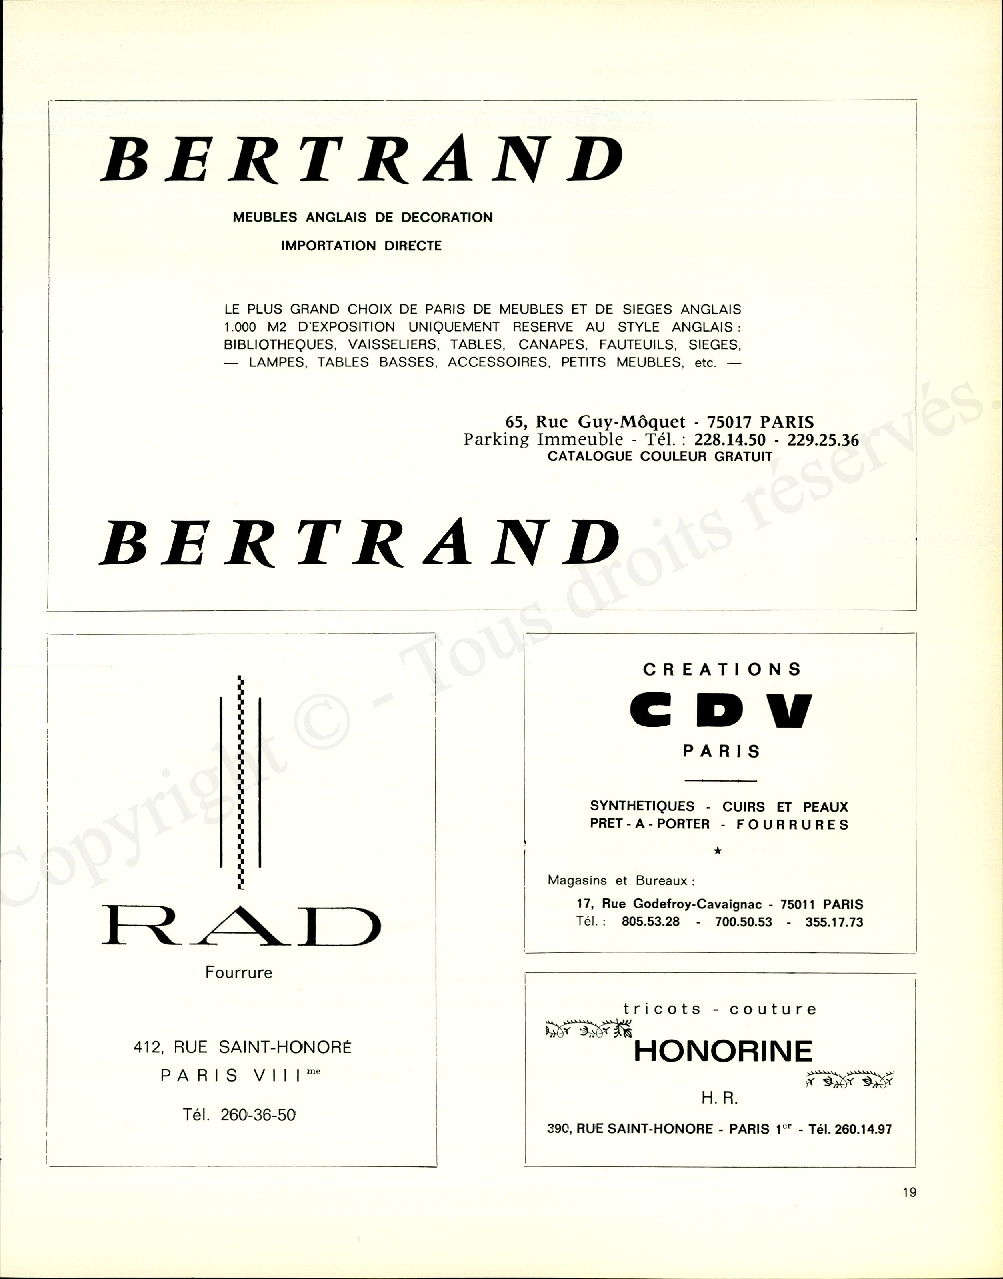 BERTRAND
MEUBLES ANGLAIS DE DECORATION
IMPORTATION DIRECTE
LE PLUS GRAND CHOIX DE PARIS DE MEUBLES ET DE SIEGES ANGLAIS
1.000 M2 D'EXPOSITION UNIQUEMENT RESERVE AU STYLE ANGLAIS :
BIBLIOTHEQUES, VAISSELIERS, TABLES, CANAPES, FAUTEUILS, SIEGES,
— LAMPES, TABLES BASSES, ACCESSOIRES, PETITS MEUBLES, etc. —
65, Rue Guy-Môquet - 75017 PARIS
Parking Immeuble - Tél. : 228.14.50 - 229.25.36
CATALOGUE COULEUR GRATUIT
BERTRAND
RAD
Fourrure
412, RUE SAINT-HONORÉ
PARIS VIIIme
Tél. 260-36-50
CREATIONS
CDV
PARIS
SYNTHETIQUES - CUIRS ET PEAUX
PRET-A-PORTER - FOURRURES
Magasins et Bureaux :
17, Rue Godefroy-Cavaignac - 75011 PARIS
Tél. : 805.53.28 - 700.50.53 - 355.17.73
tricots - couture
HONORINE
H. R.
390, RUE SAINT-HONORE - PARIS 1er - Tél. 260.14.97
19
Copyright © - Tous droits réservés.